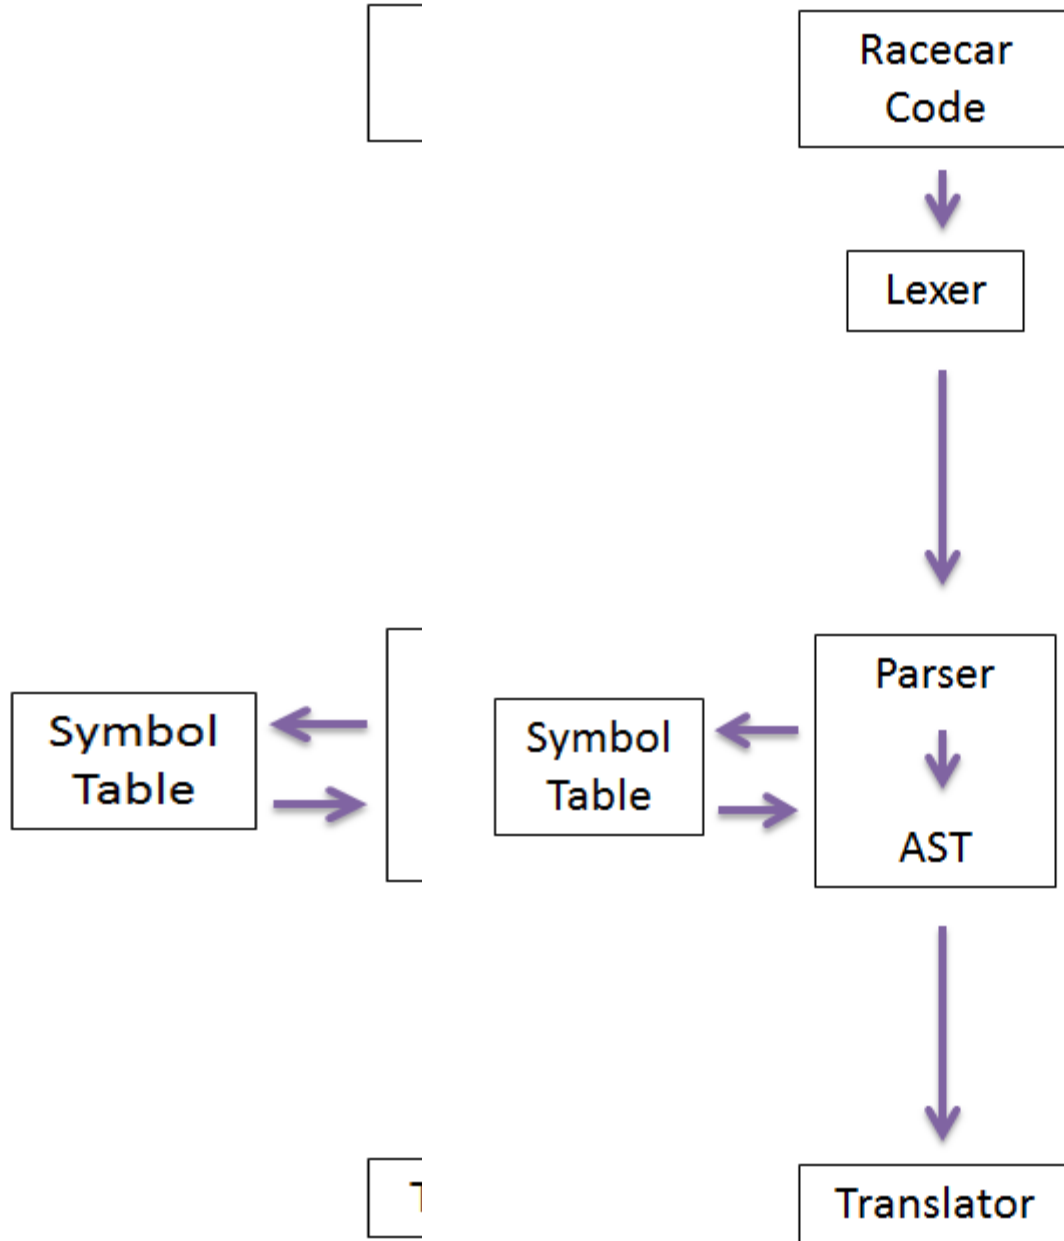 Racecar
Code
Lexer
Symbol
Table
Symbol
Table
Parser
AST
Translator